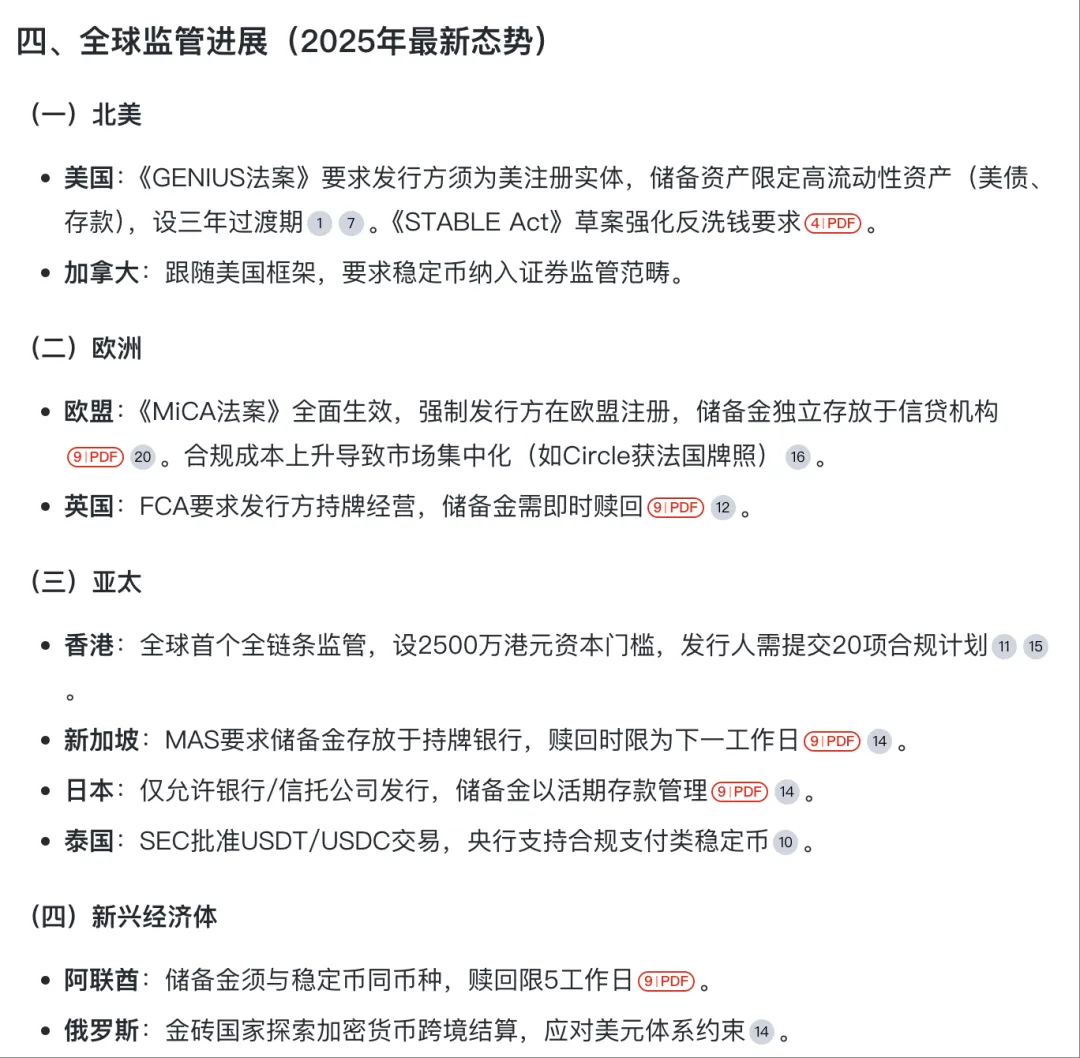 四、全球监管进展（2025年最新态势）
（一）北美
• 美国：《GENIUS法案》要求发行方须为美注册实体，储备资产限定高流动性资产（美债、
存款），设三年过渡期 1 7 。《STABLE Act》草案强化反洗钱要求 4|PDF 。
• 加拿大：跟随美国框架，要求稳定币纳入证券监管范畴。
（二）欧洲
• 欧盟：《MiCA法案》全面生效，强制发行方在欧盟注册，储备金独立存放于信贷机构
9|PDF 20 。合规成本上升导致市场集中化（如Circle获法国牌照） 16 。
• 英国：FCA要求发行方持牌经营，储备金需即时赎回 9|PDF 12 。
（三）亚太
• 香港：全球首个全链条监管，设2500万港元资本门槛，发行人需提交20项合规计划 11 15
。
• 新加坡：MAS要求储备金存放于持牌银行，赎回时限为下一工作日 9|PDF 14 。
• 日本：仅允许银行/信托公司发行，储备金以活期存款管理 9|PDF 14 。
• 泰国：SEC批准USDT/USDC交易，央行支持合规支付类稳定币 10 。
（四）新兴经济体
• 阿联酋：储备金须与稳定币同币种，赎回限5工作日 9|PDF 。
• 俄罗斯：金砖国家探索加密货币跨境结算，应对美元体系约束 14 。